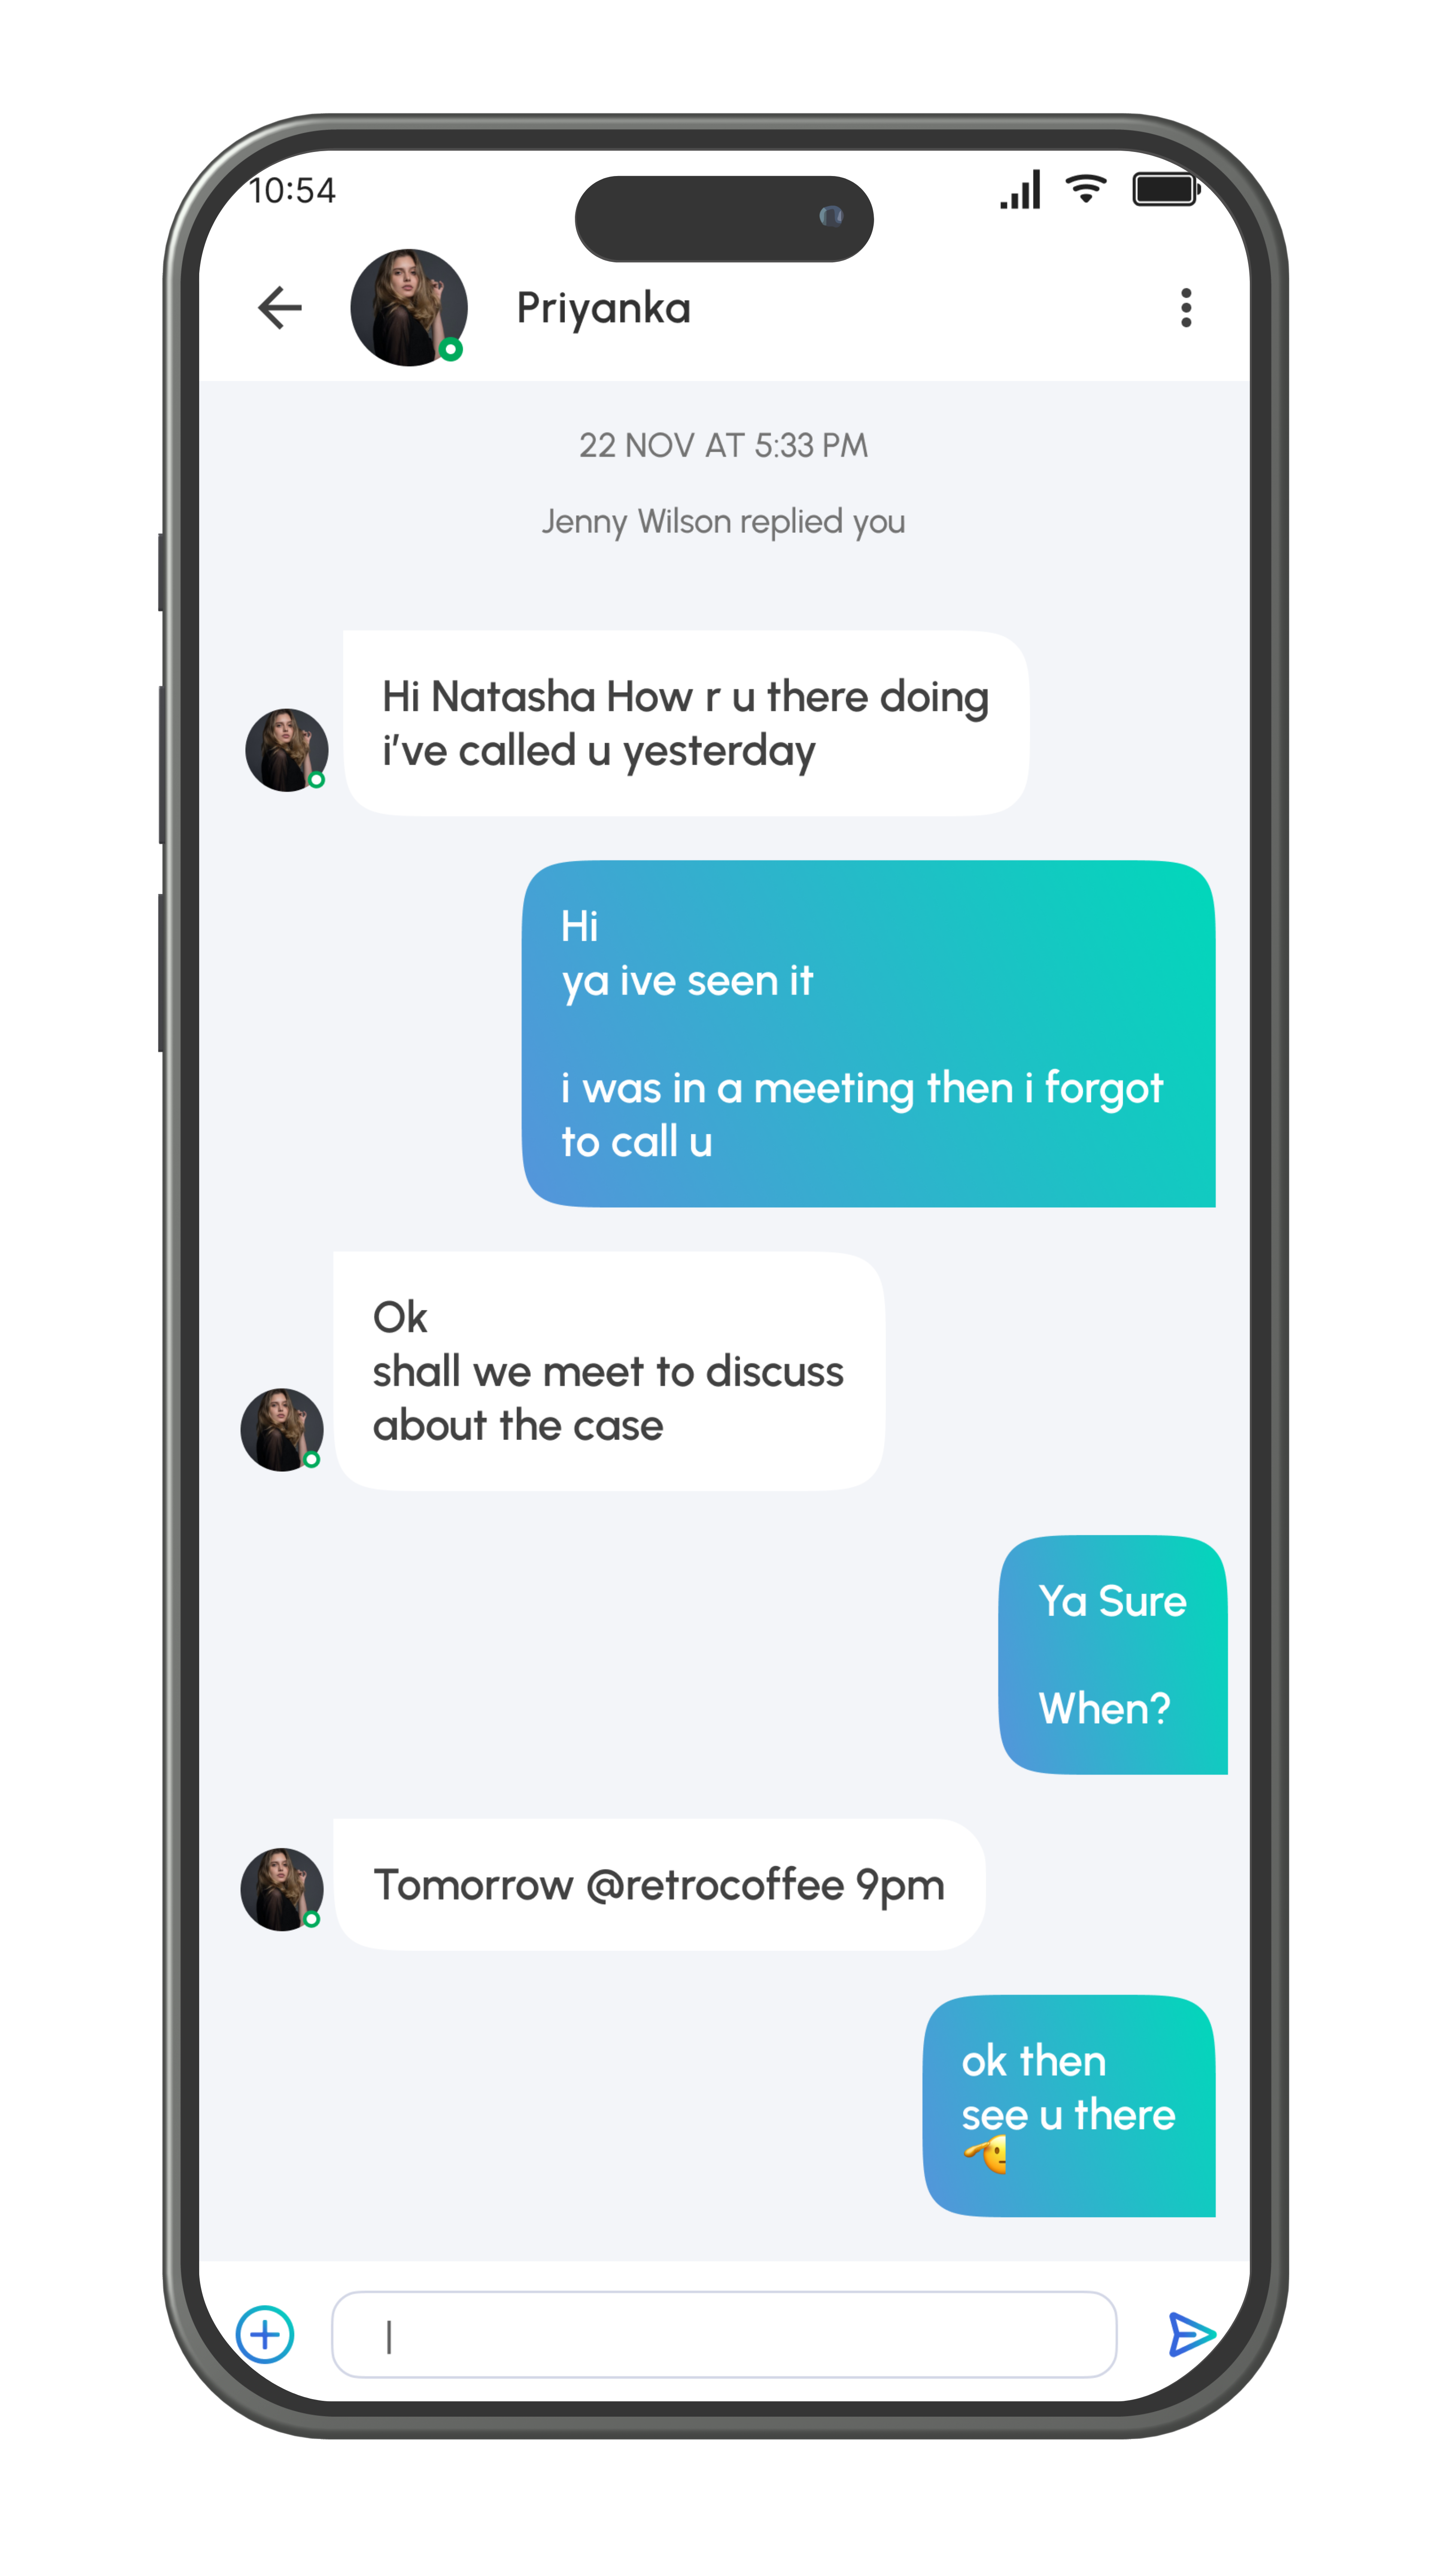 10:54
Priyanka
22 NOV AT 5:33 PM
Jenny Wilson replied you
Hi Natasha How r u there doing
i've called u yesterday
Hi
ya ive seen it
i was in a meeting then i forgot
to call u
Ok
shall we meet to discuss
about the case
Ya Sure
When?
Tomorrow @retrocoffee 9pm
ok then
see u there